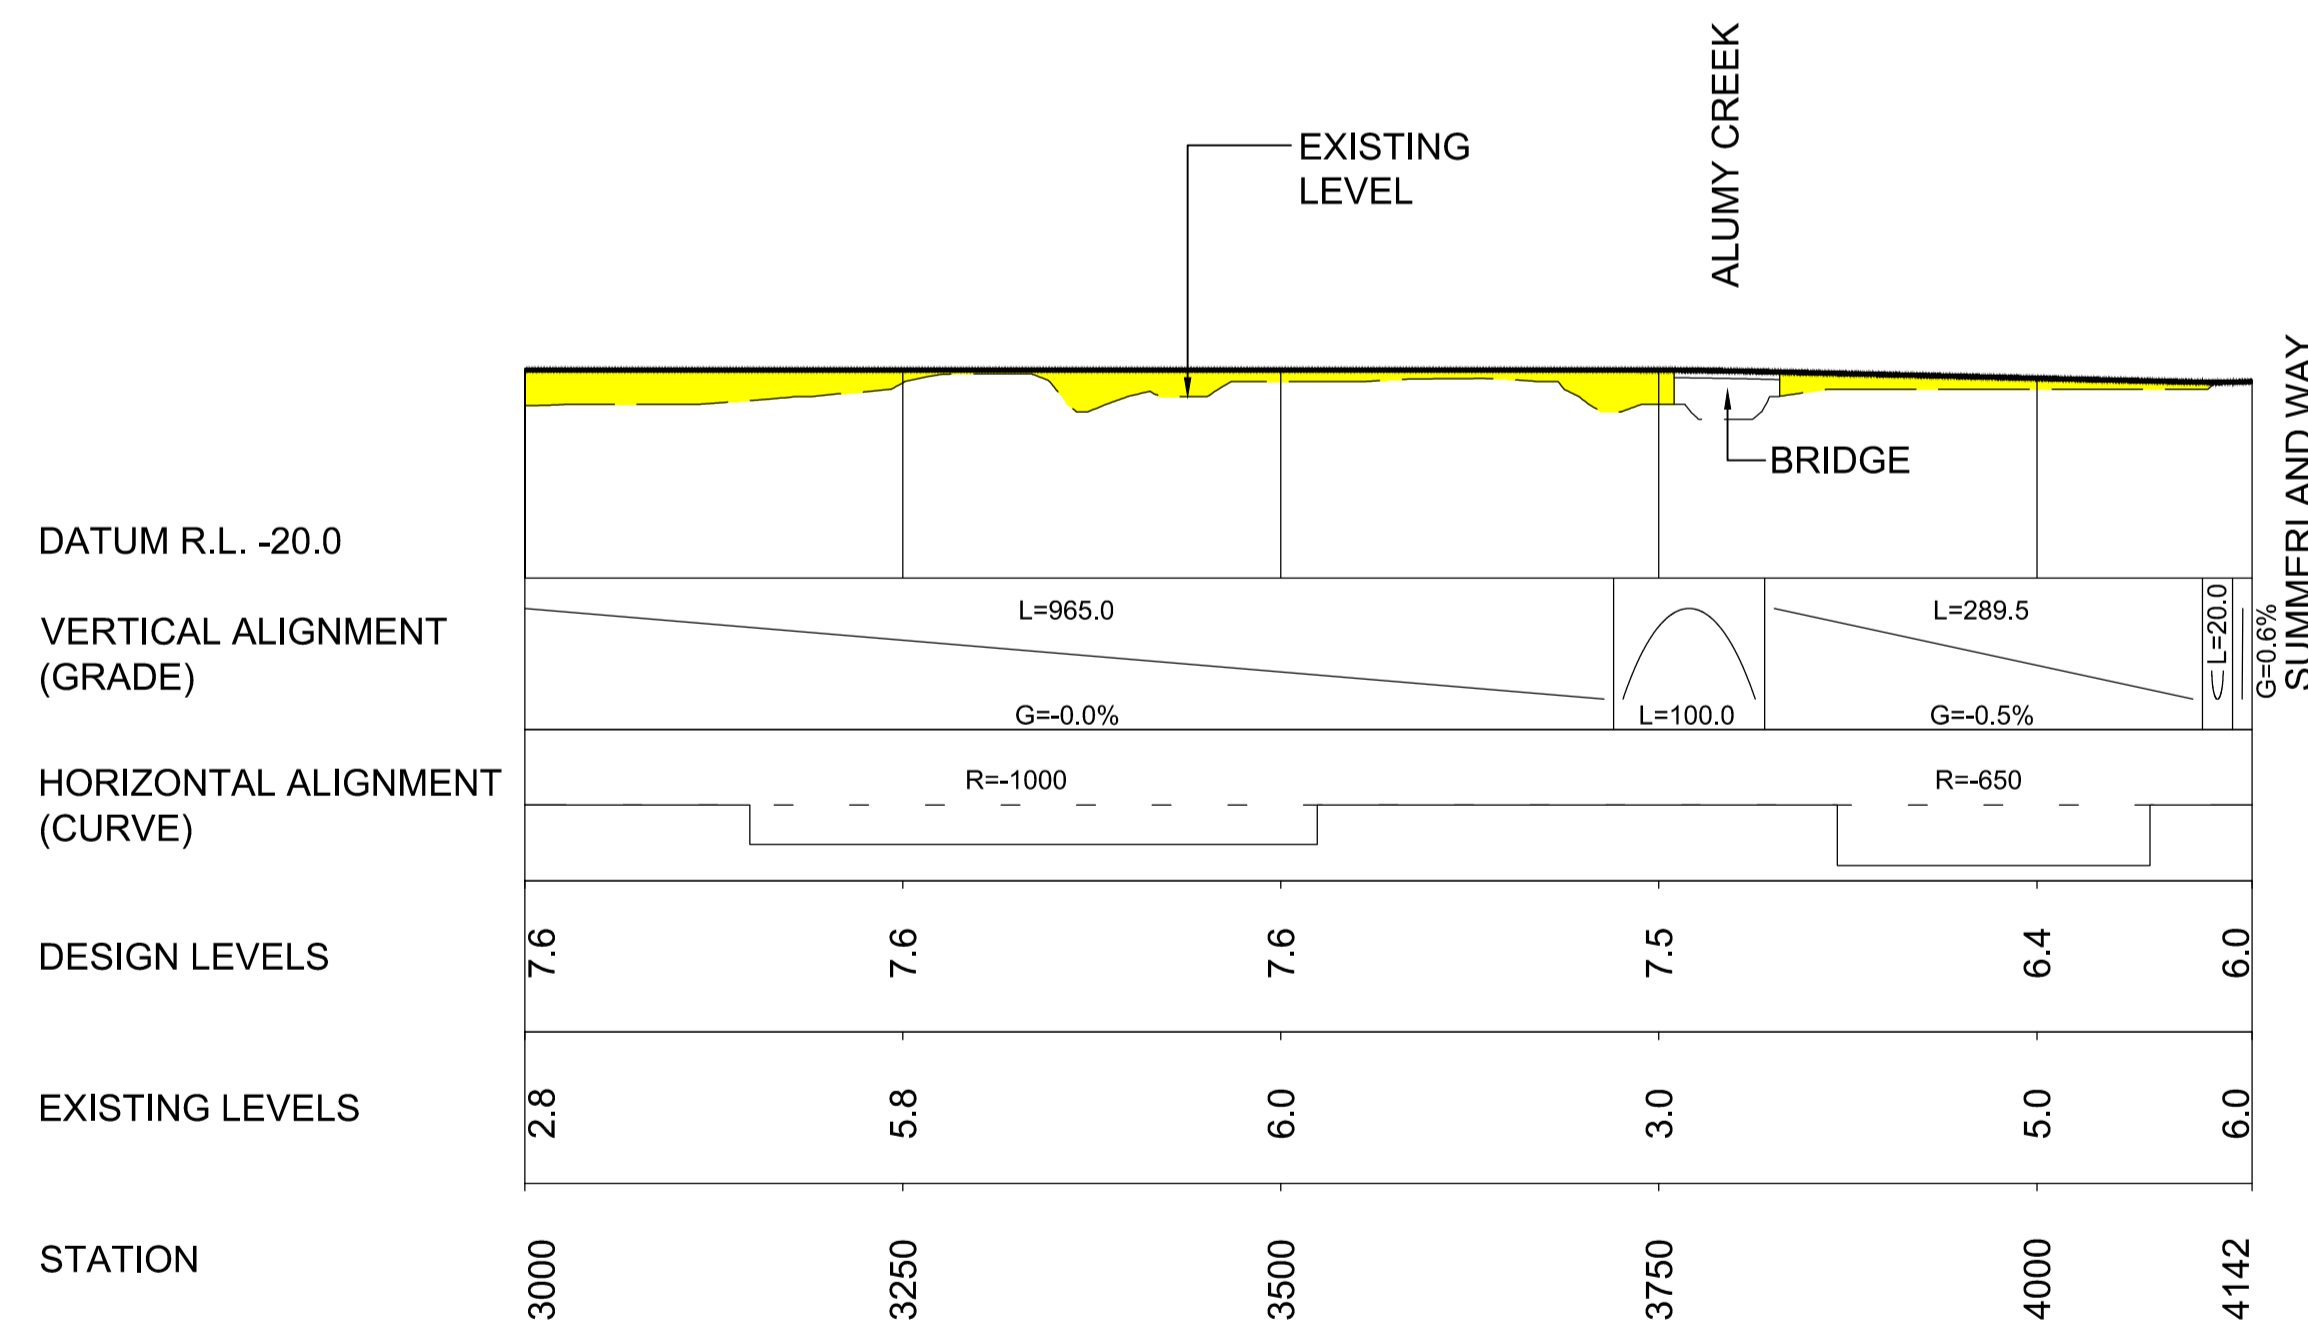 ALUMY CREEK
EXISTING
LEVEL
BRIDGE
SUMMERLAND WAY
DATUM R.L. -20.0
VERTICAL ALIGNMENT
(GRADE)
L=965.0
G=-0.0%
L=100.0
L=289.5
G=-0.5%
L=20.0
G=0.6%
HORIZONTAL ALIGNMENT
(CURVE)
R=-1000
R=-650
DESIGN LEVELS
7.6
7.6
7.6
7.5
6.4
6.0
EXISTING LEVELS
2.8
5.8
6.0
3.0
5.0
6.0
STATION
3000
3250
3500
3750
4000
4142